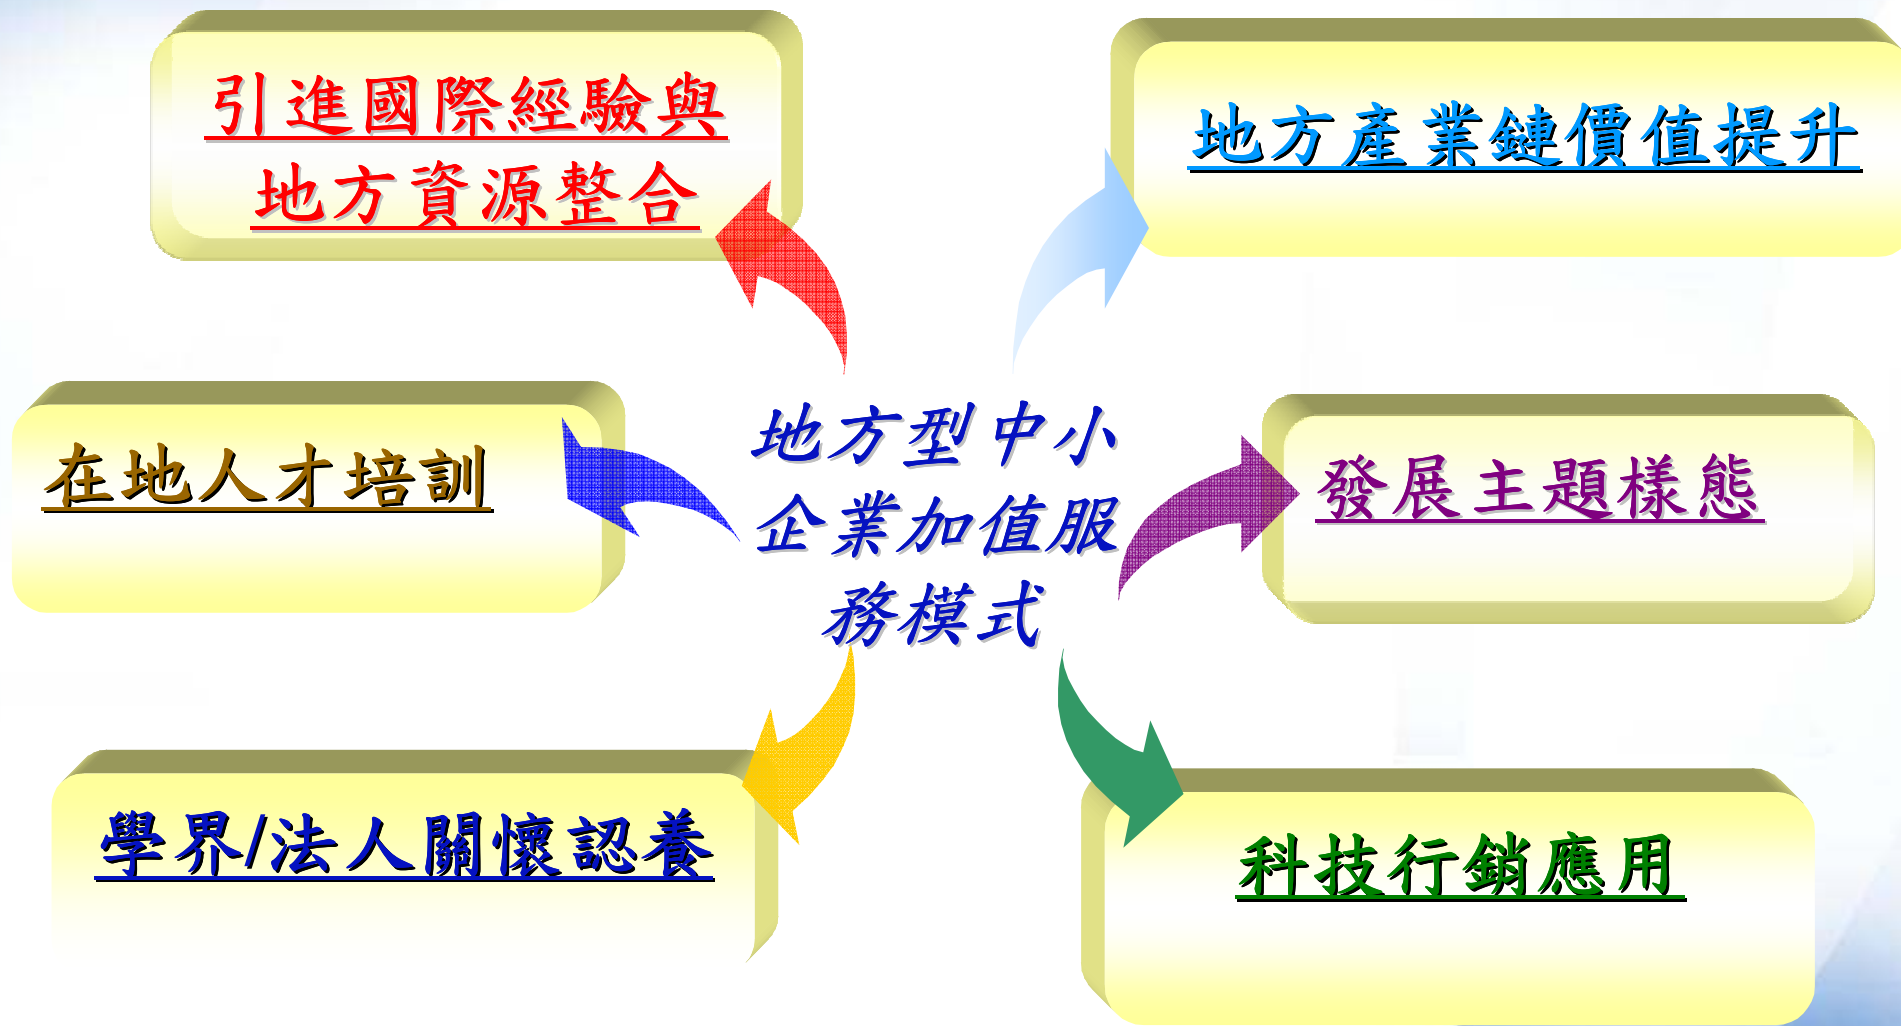 引進國際經驗與
地方資源整合
地方產業鏈價值提升
在地人才培訓
地方型中小
企業加值服
務模式
發展主題樣態
學界/法人關懷認養
科技行銷應用